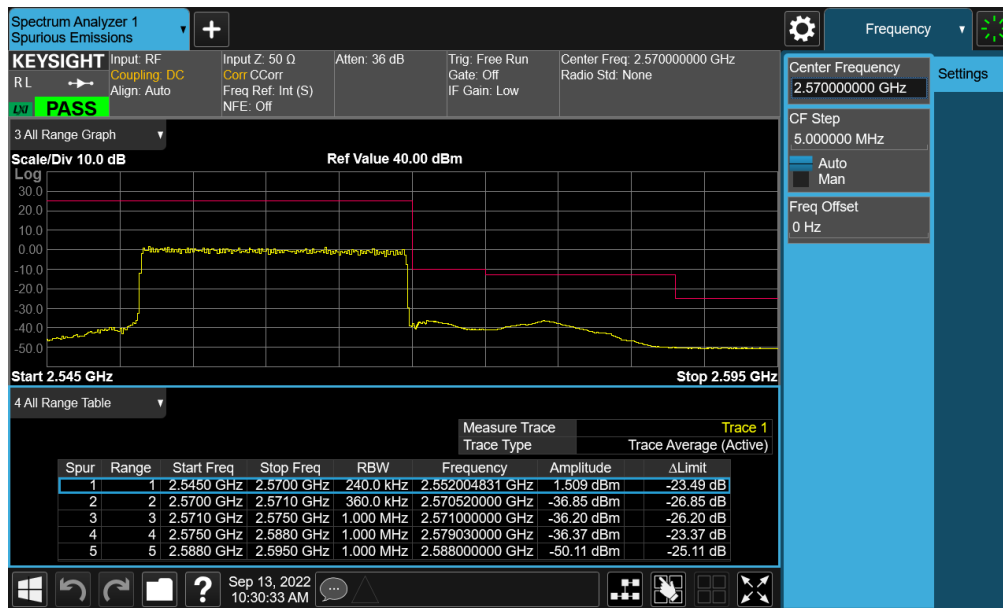 Spectrum Analyzer 1
Spurious Emissions
Frequency
KEYSIGHT
R L
LXI PASS
Input: RF
Coupling: DC
Align: Auto
Input Z: 50 Ω
Corr CCorr
Freq Ref: Int (S)
NFE: Off
Atten: 36 dB
Trig: Free Run
Gate: Off
IF Gain: Low
Center Freq: 2.570000000 GHz
Radio Std: None
Center Frequency
2.570000000 GHz
Settings
CF Step
5.000000 MHz
Auto
Man
Freq Offset
0 Hz
3 All Range Graph
Scale/Div 10.0 dB Ref Value 40.00 dBm
Log
30.0
20.0
10.0
0.00
-10.0
-20.0
-30.0
-40.0
-50.0
Start 2.545 GHz Stop 2.595 GHz
4 All Range Table
Measure Trace Trace 1
Trace Type Trace Average (Active)
Spur Range Start Freq Stop Freq RBW Frequency Amplitude ΔLimit
1 1 2.5450 GHz 2.5700 GHz 240.0 kHz 2.552004831 GHz 1.509 dBm -23.49 dB
2 2 2.5700 GHz 2.5710 GHz 360.0 kHz 2.570520000 GHz -36.85 dBm -26.85 dB
3 3 2.5710 GHz 2.5750 GHz 1.000 MHz 2.571000000 GHz -36.20 dBm -26.20 dB
4 4 2.5750 GHz 2.5880 GHz 1.000 MHz 2.579030000 GHz -36.37 dBm -23.37 dB
5 5 2.5880 GHz 2.5950 GHz 1.000 MHz 2.588000000 GHz -50.11 dBm -25.11 dB
?
Sep 13, 2022
10:30:33 AM